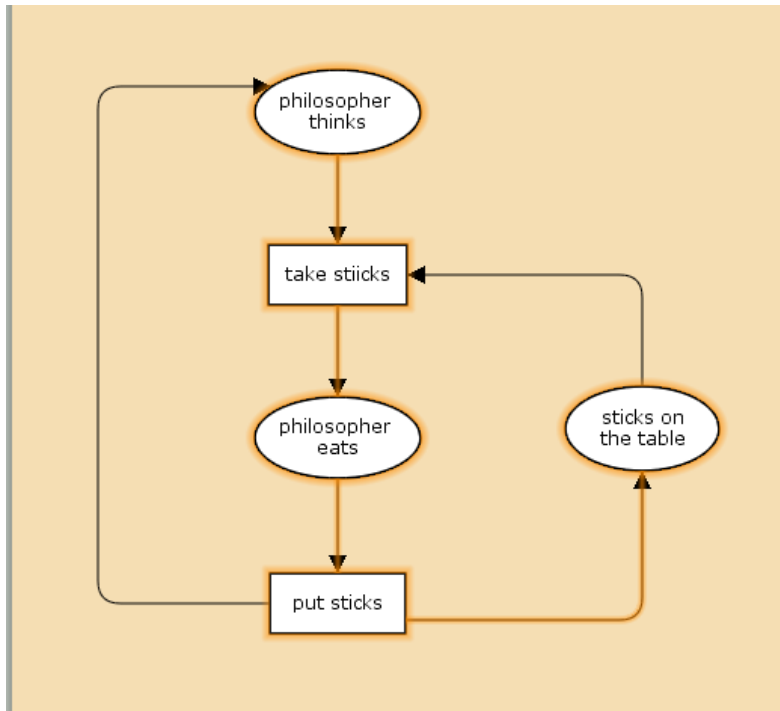 philosopher
thinks
take stiicks
philosopher
eats
sticks on
the table
put sticks